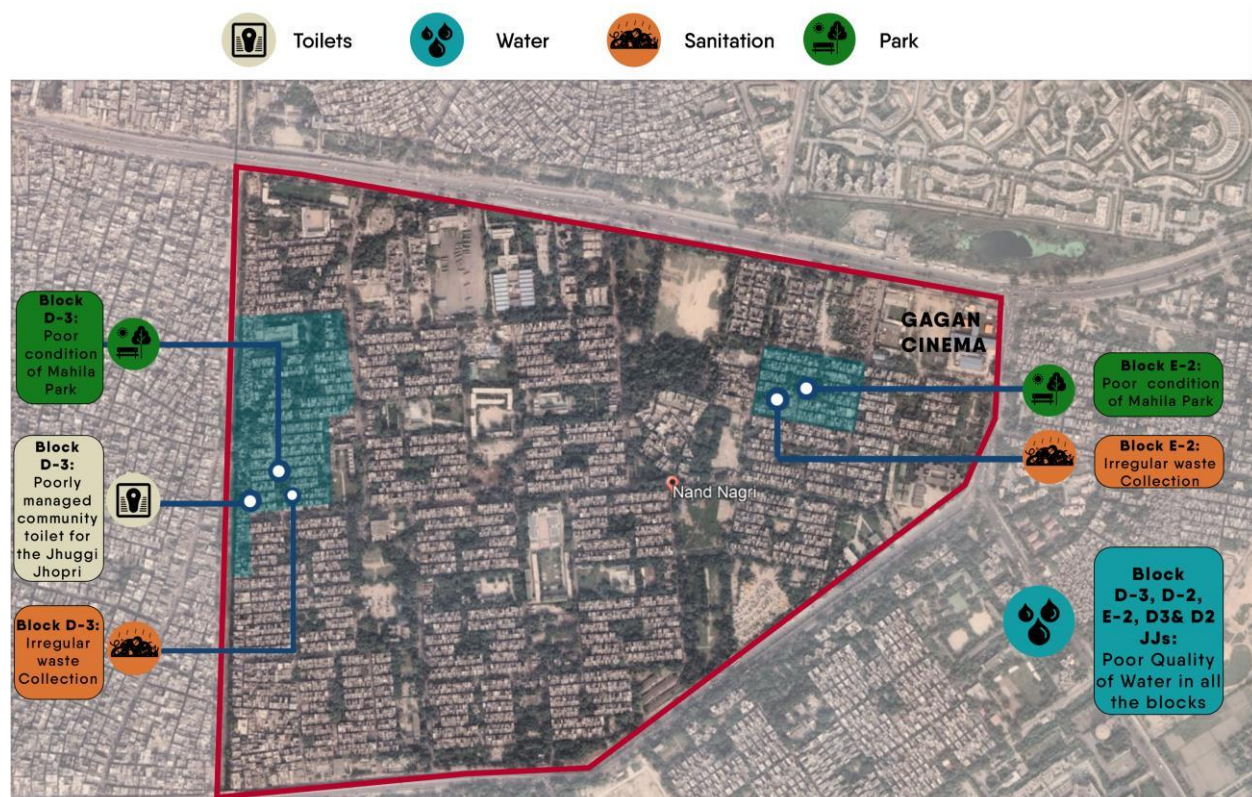 Toilets
Water
Sanitation
Park
GAGAN
CINEMA
Block
D-3:
Poor
condition
of Mahila
Park
Block E-2:
Poor condition
of Mahila Park
Block
D-3:
Poorly
managed
community
toilet for
the Jhuggi
Jhopri
Block E-2:
Irregular waste
Collection
Nand Nagri
Block D-3:
Irregular
waste
Collection
Block
D-3, D-2,
E-2, D3& D2
JJs:
Poor Quality
of Water in all
the blocks